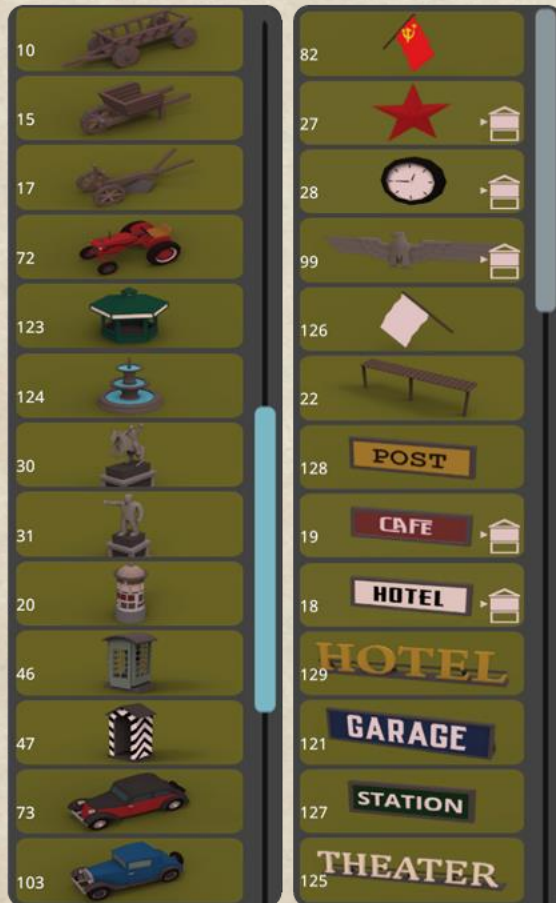 10
15
17
72
123
124
30
31
20
46
47
73
103
82
27
28
99
126
22
128 POST
19 CAFE
18 HOTEL
129 HOTEL
121 GARAGE
127 STATION
125 THEATER